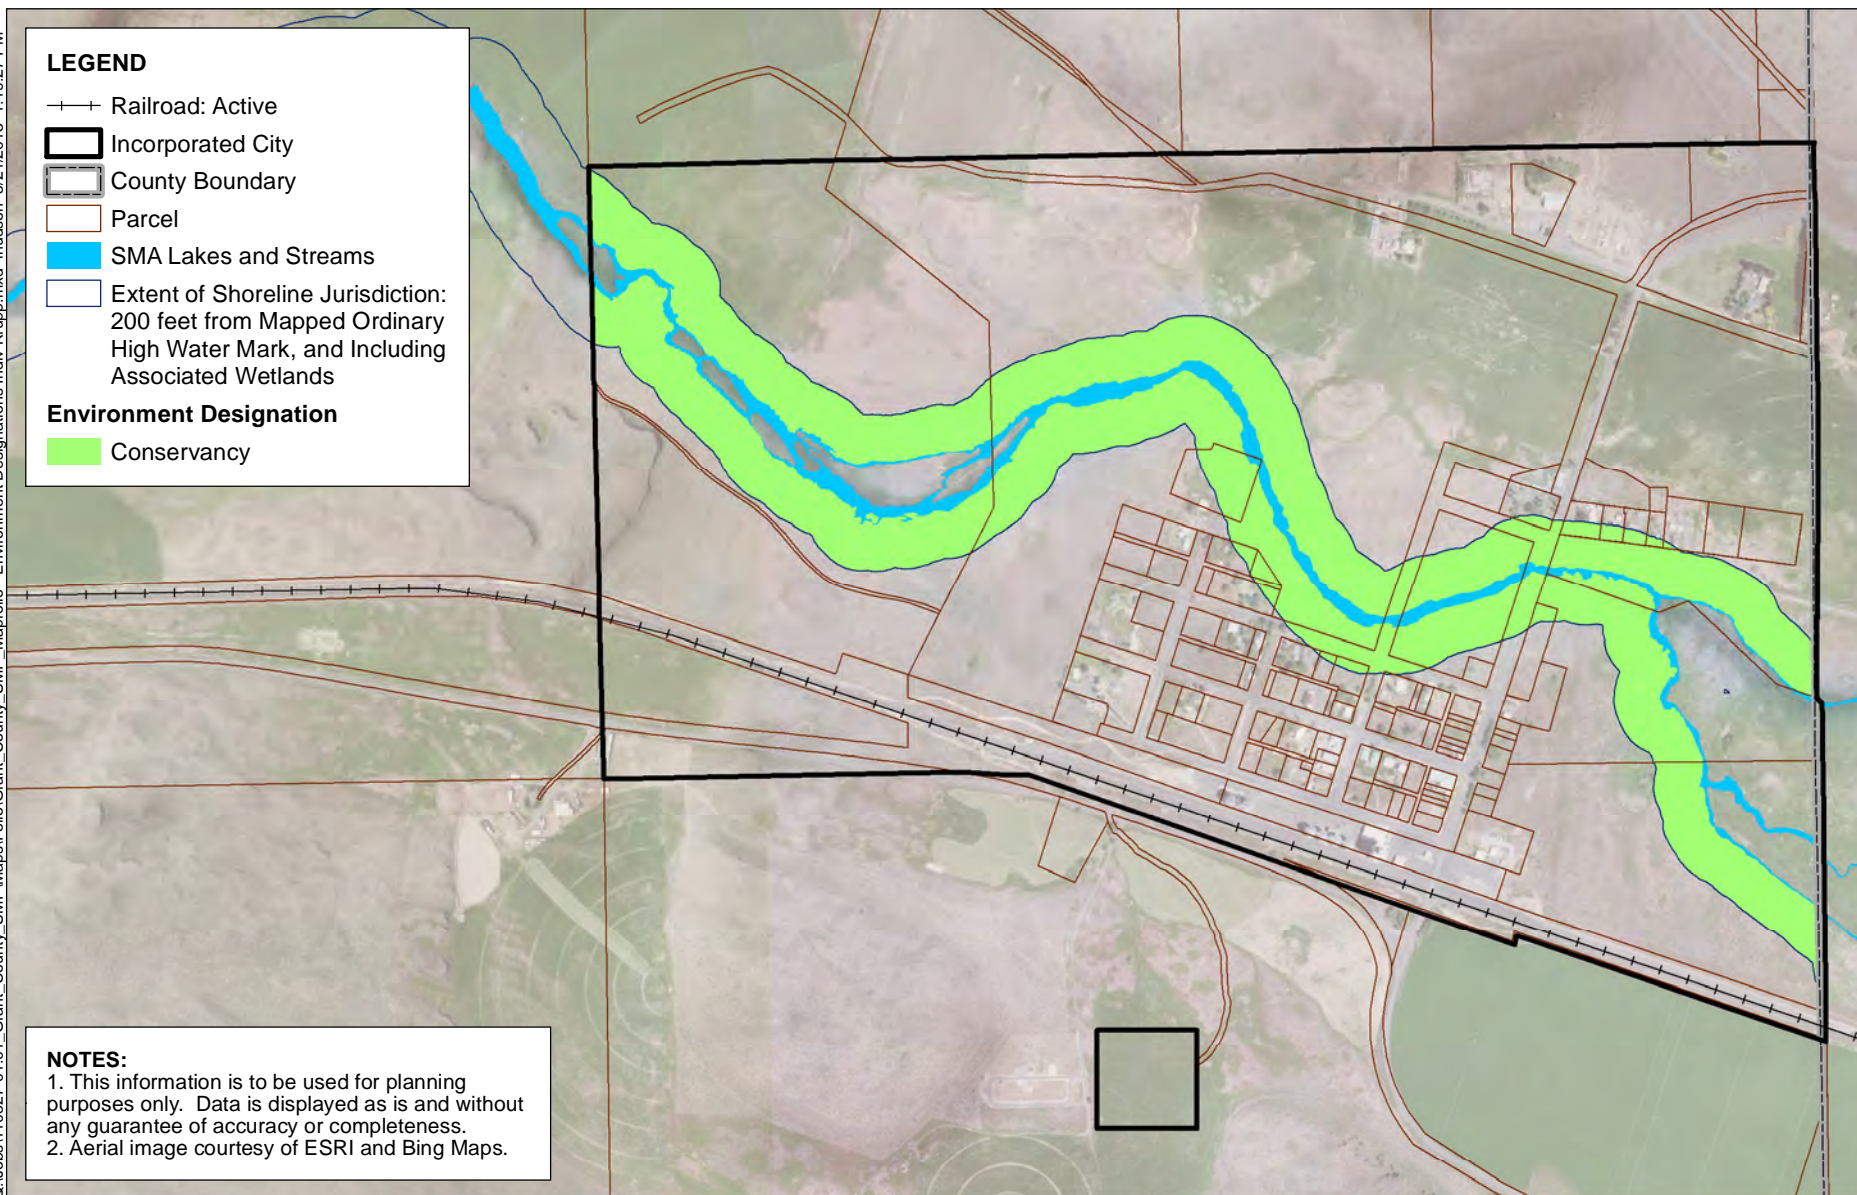 LEGEND
Railroad: Active
Incorporated City
County Boundary
Parcel
SMA Lakes and Streams
Extent of Shoreline Jurisdiction:
200 feet from Mapped Ordinary
High Water Mark, and Including
Associated Wetlands
Environment Designation
Conservancy
NOTES:
1. This information is to be used for planning
purposes only. Data is displayed as is and without
any guarantee of accuracy or completeness.
2. Aerial image courtesy of ESRI and Bing Maps.